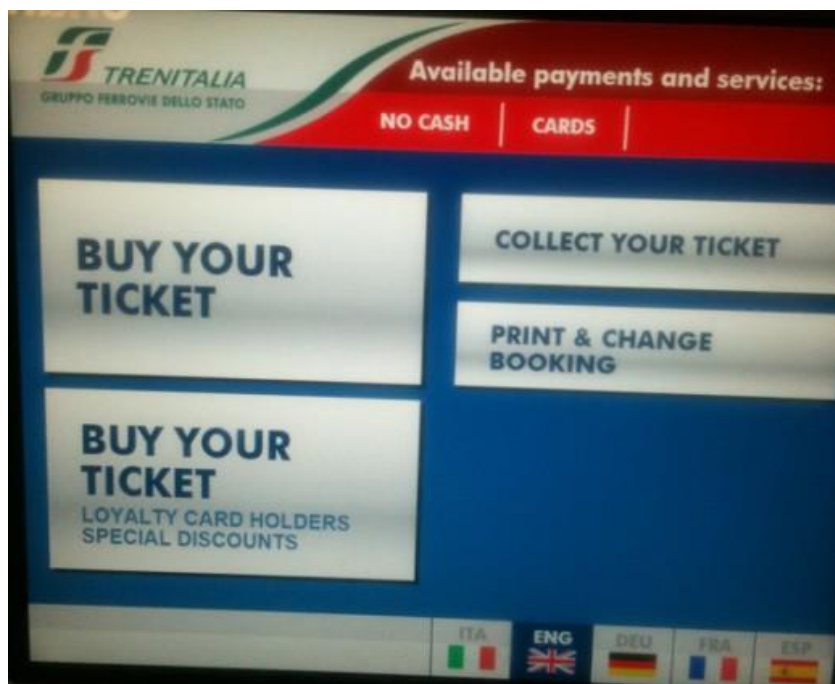 TRENITALIA
GRUPPO FERROVIE DELLO STATO
Available payments and services:
NO CASH
CARDS
BUY YOUR
TICKET
COLLECT YOUR TICKET
PRINT & CHANGE
BOOKING
BUY YOUR
TICKET
LOYALTY CARD HOLDERS
SPECIAL DISCOUNTS
ITA
ENG
DEU
FRA
ESP